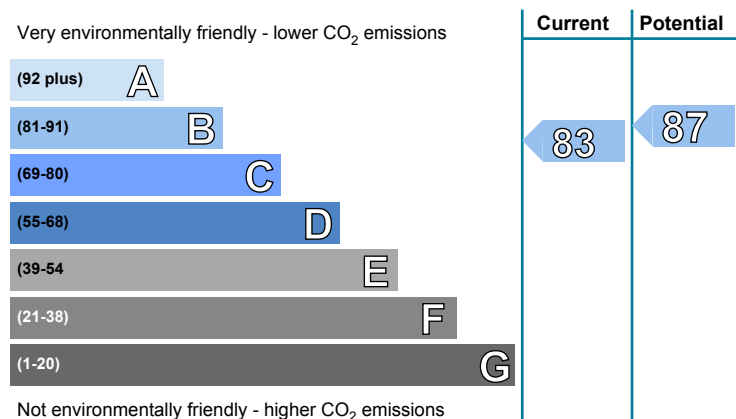 Very environmentally friendly - lower CO₂ emissions
Current
Potential
(92 plus) A
(81-91) B
(69-80) C
(55-68) D
(39-54 E
(21-38) F
(1-20) G
83
87
Not environmentally friendly - higher CO₂ emissions